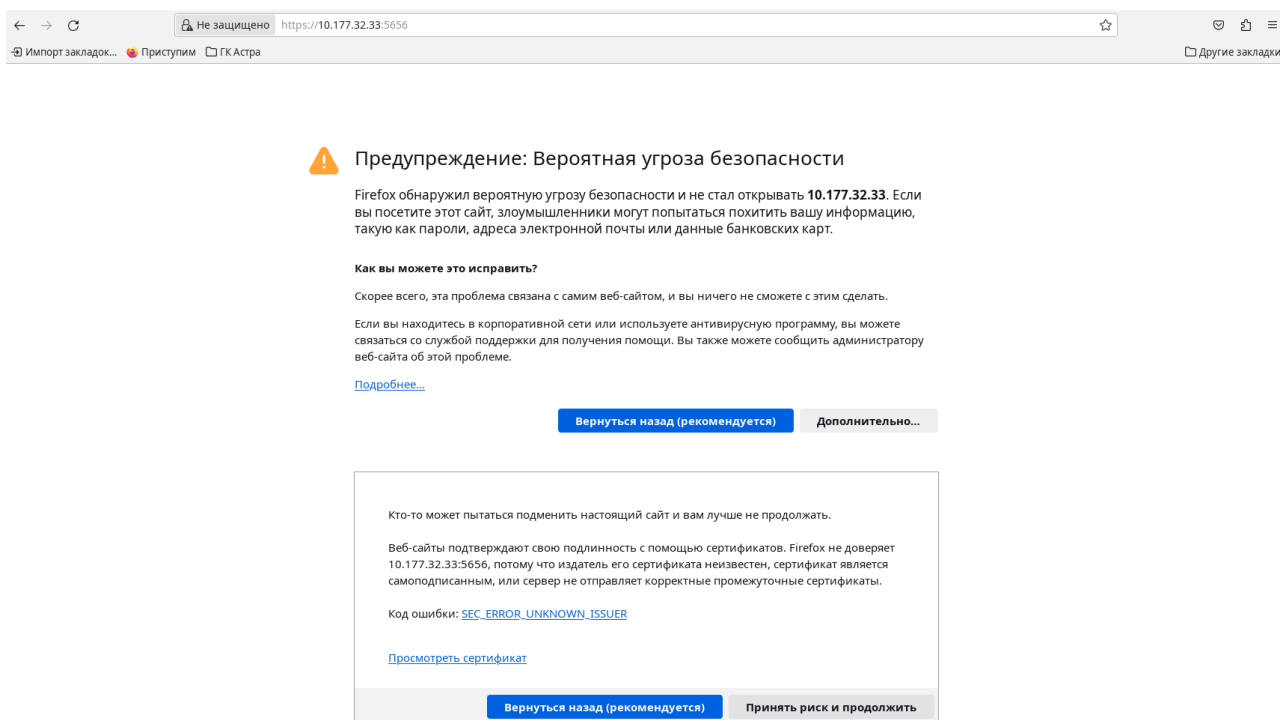 Не защищено https://10.177.32.33:5656
Импорт закладок... Приступим ГК Астра Другие закладки
Предупреждение: Вероятная угроза безопасности
Firefox обнаружил вероятную угрозу безопасности и не стал открывать 10.177.32.33. Если
вы посетите этот сайт, злоумышленники могут попытаться похитить вашу информацию,
такую как пароли, адреса электронной почты или данные банковских карт.
Как вы можете это исправить?
Скорее всего, эта проблема связана с самим веб-сайтом, и вы ничего не сможете с этим сделать.
Если вы находитесь в корпоративной сети или используете антивирусную программу, вы можете
связаться со службой поддержки для получения помощи. Вы также можете сообщить администратору
веб-сайта об этой проблеме.
Подробнее...
Вернуться назад (рекомендуется) Дополнительно...
Кто-то может пытаться подменить настоящий сайт и вам лучше не продолжать.
Веб-сайты подтверждают свою подлинность с помощью сертификатов. Firefox не доверяет
10.177.32.33:5656, потому что издатель его сертификата неизвестен, сертификат является
самоподписанным, или сервер не отправляет корректные промежуточные сертификаты.
Код ошибки: SEC_ERROR_UNKNOWN_ISSUER
Просмотреть сертификат
Вернуться назад (рекомендуется) Принять риск и продолжить